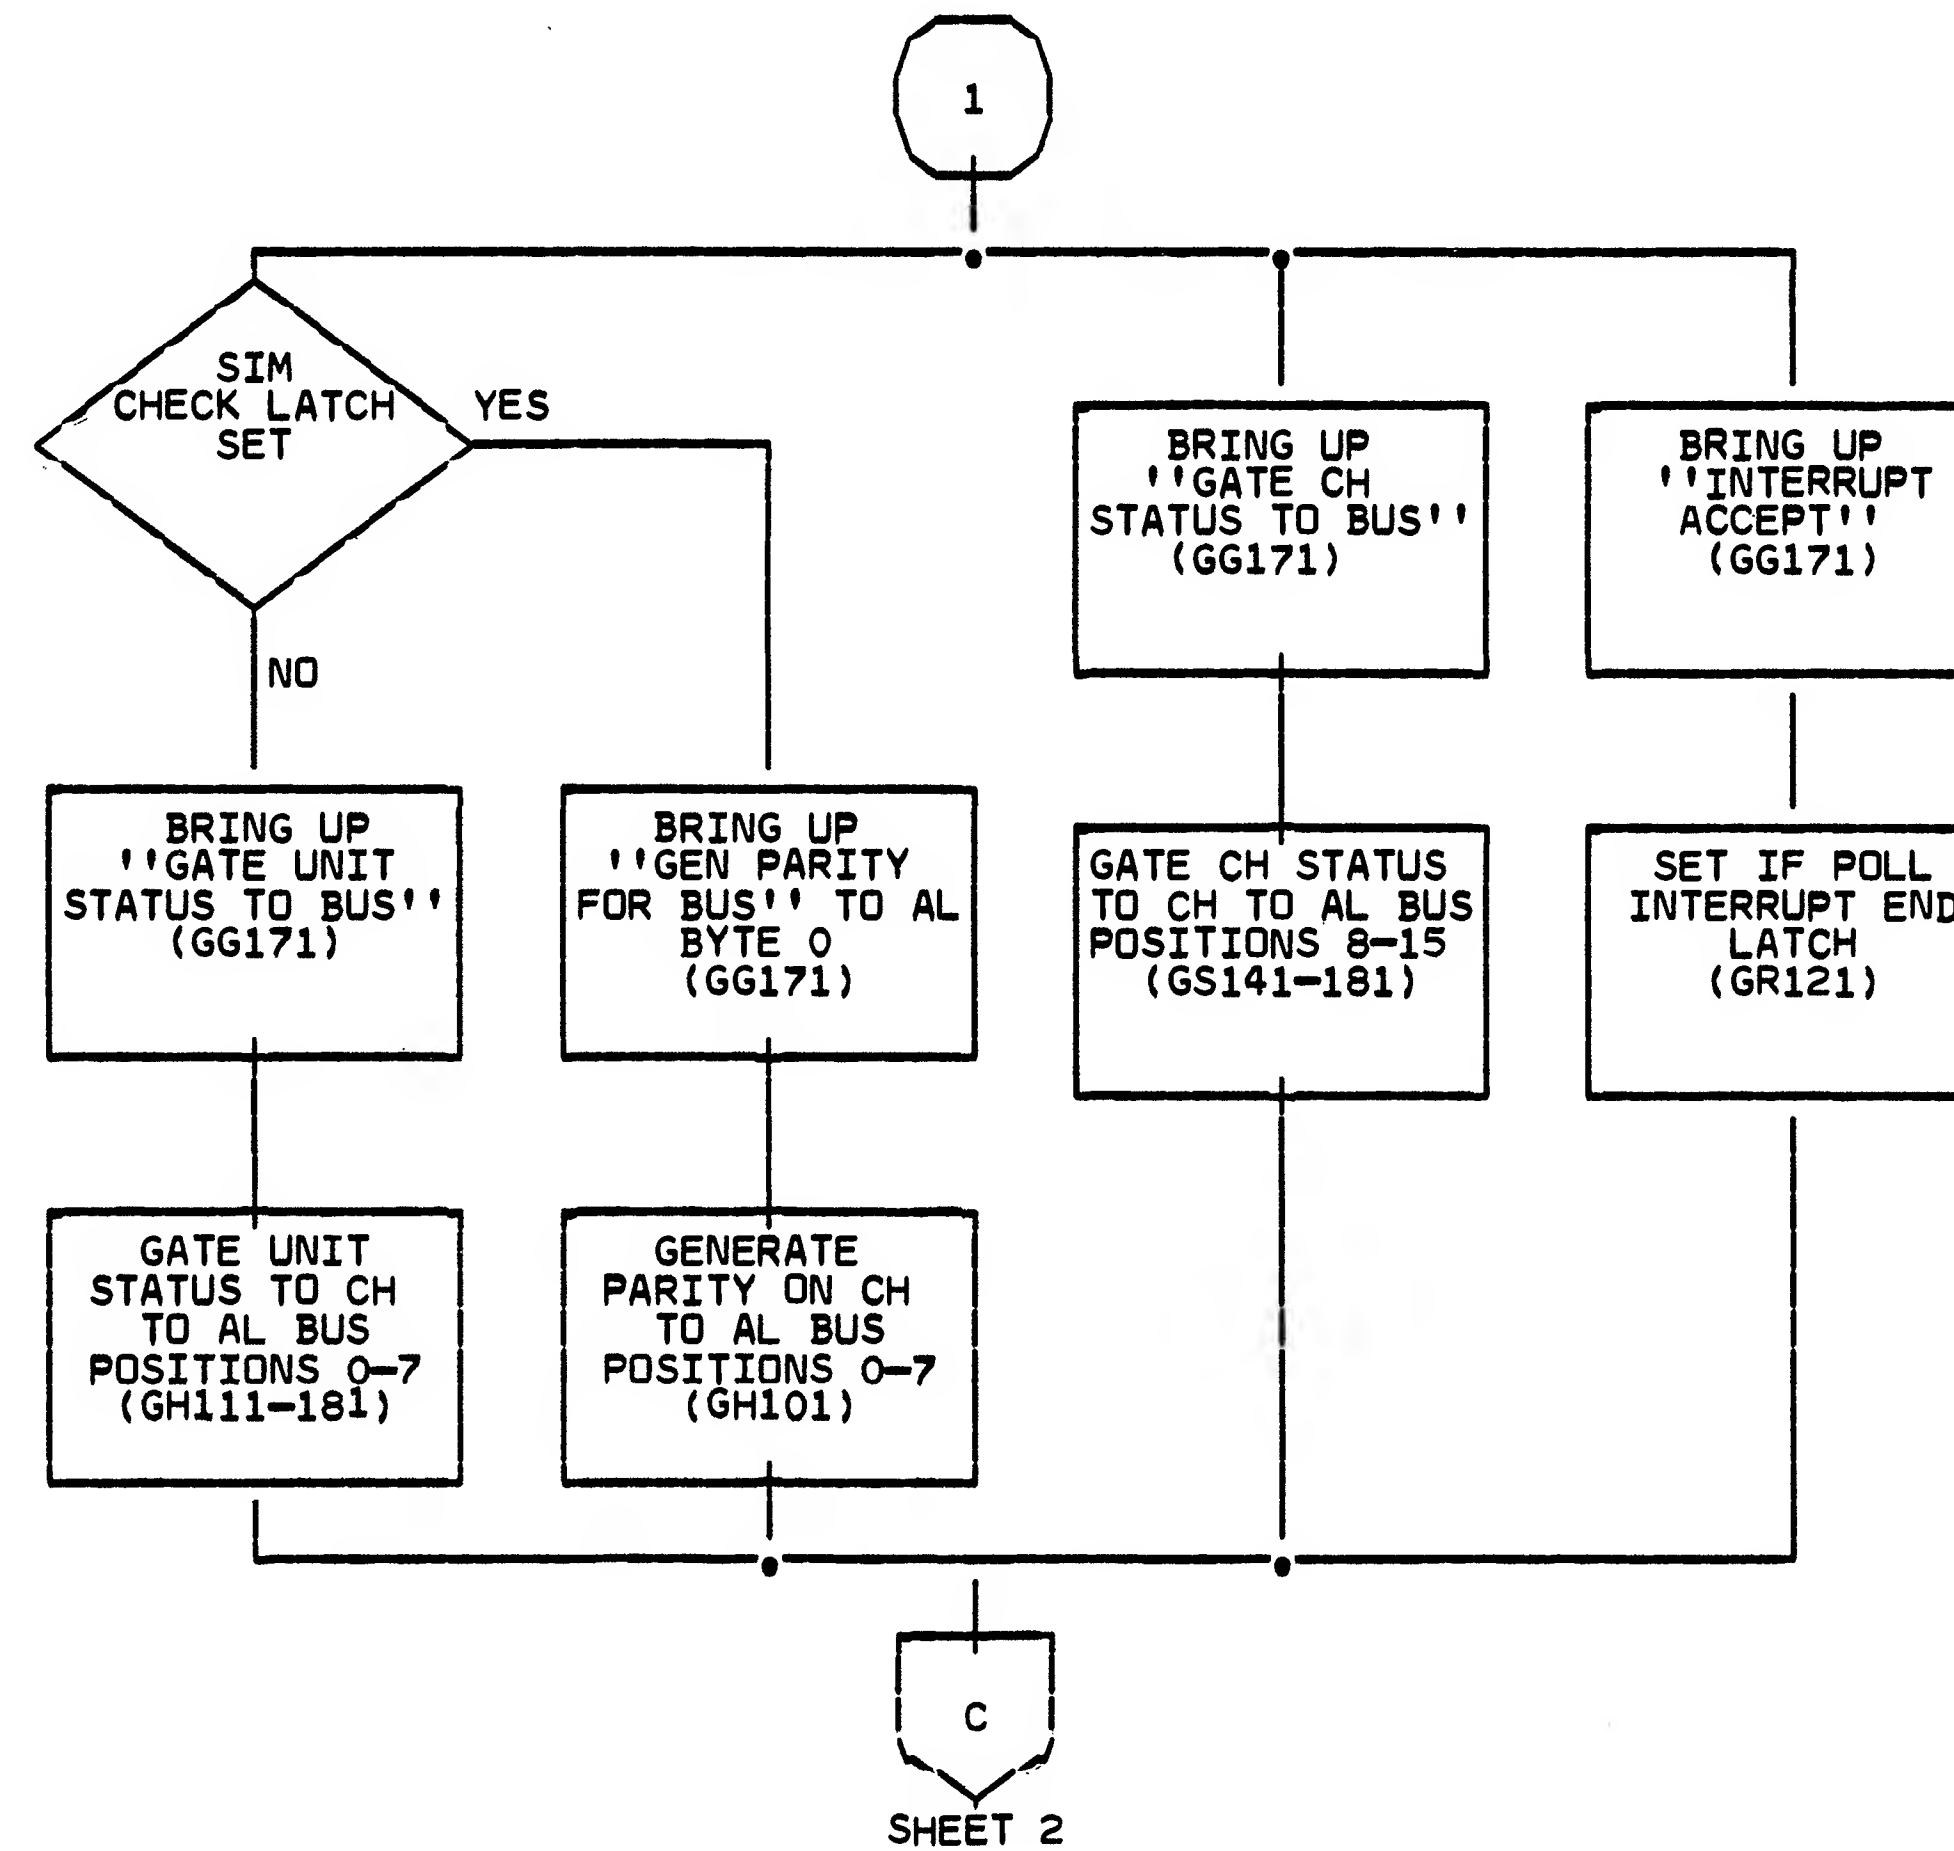 1
SIM
CHECK LATCH
SET
YES
NO
BRING UP
''GATE CH
STATUS TO BUS''
(GG171)
BRING UP
''INTERRUPT
ACCEPT''
(GG171)
BRING UP
''GATE UNIT
STATUS TO BUS''
(GG171)
BRING UP
''GEN PARITY
FOR BUS'' TO AL
BYTE 0
(GG171)
GATE CH STATUS
TO CH TO AL BUS
POSITIONS 8-15
(GS141-181)
SET IF POLL
INTERRUPT END
LATCH
(GR121)
GATE UNIT
STATUS TO CH
TO AL BUS
POSITIONS 0-7
(GH111-181)
GENERATE
PARITY ON CH
TO AL BUS
POSITIONS 0-7
(GH101)
C
SHEET 2